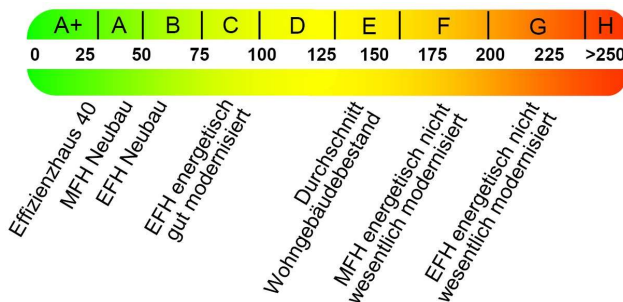 A+ A B C D E F G H
0 25 50 75 100 125 150 175 200 225 >250
Effizienzhaus 40
MFH Neubau
EFH Neubau
EFH energetisch
gut modernisiert
Durchschnitt
Wohngebäudebestand
MFH energetisch nicht
wesentlich modernisiert
EFH energetisch nicht
wesentlich modernisiert